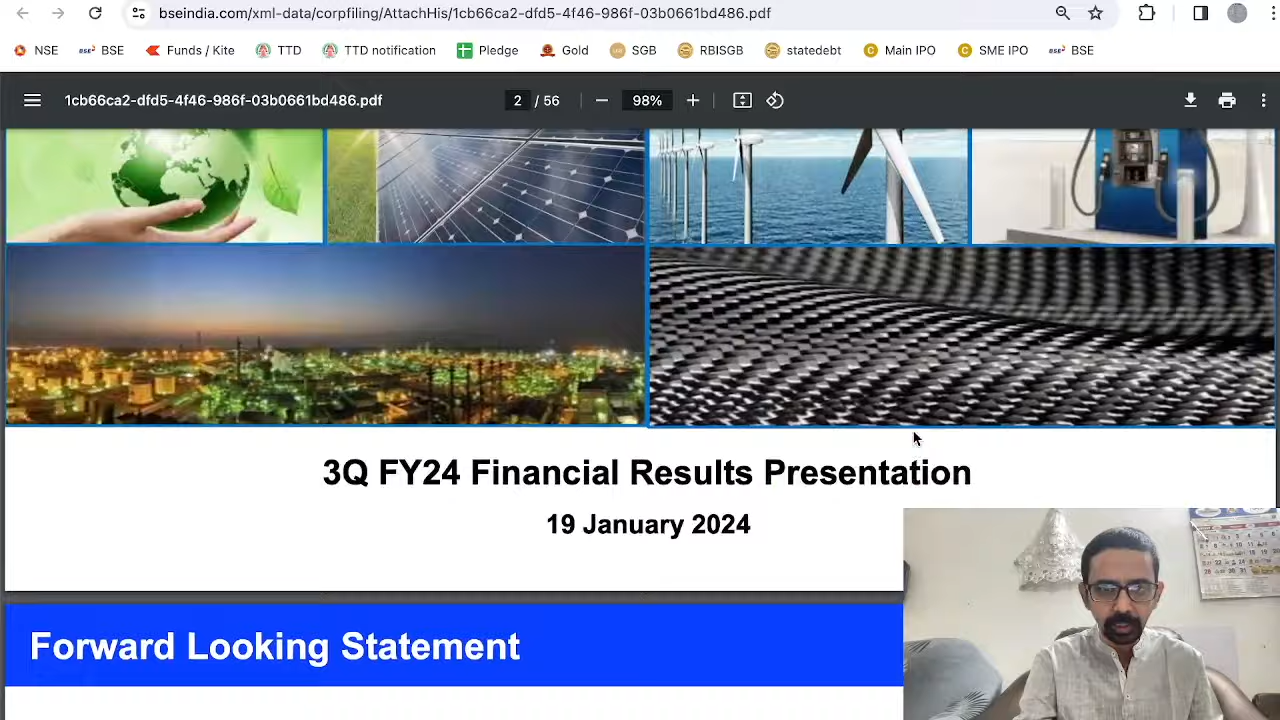 bseindia.com/xml-data/corpfiling/AttachHis/1cb66ca2-dfd5-4f46-986f-03b0661bd486.pdf
NSE BSE Funds / Kite TTD TTD notification Pledge Gold SGB RBISGB statedebt Main IPO SME IPO BSE
1cb66ca2-dfd5-4f46-986f-03b0661bd486.pdf 2 / 56 98%
3Q FY24 Financial Results Presentation
19 January 2024
Forward Looking Statement